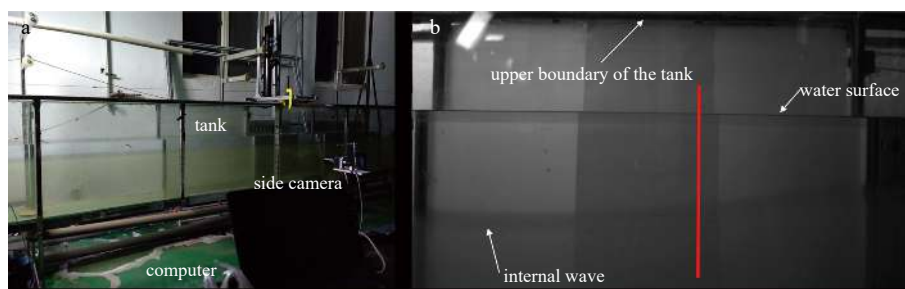 a
tank
side camera
computer
b
upper boundary of the tank
water surface
internal wave